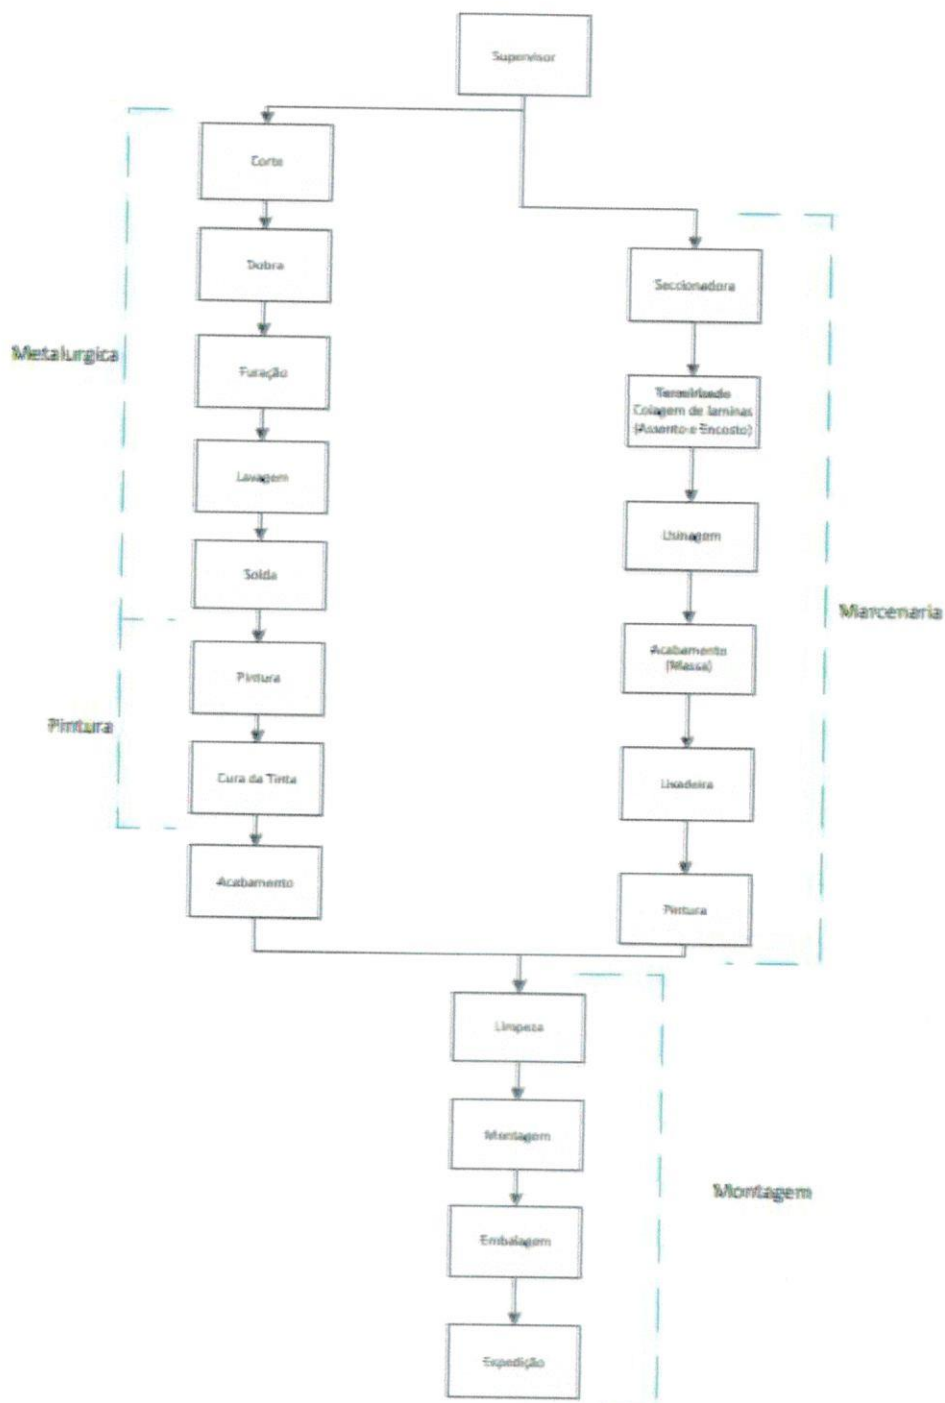 Supervisor
Corte
Dobra
Furação
Lavagem
Solda
Pintura
Cura da Tinta
Acabamento
Metalurgica
Pintura
Seccionadora
Colagem de laminas
(Assento e Encosto)
Usinagem
Acabamento
(Massa)
Lixadeira
Pintura
Marcenaria
Limpeza
Montagem
Embalagem
Expedição
Montagem